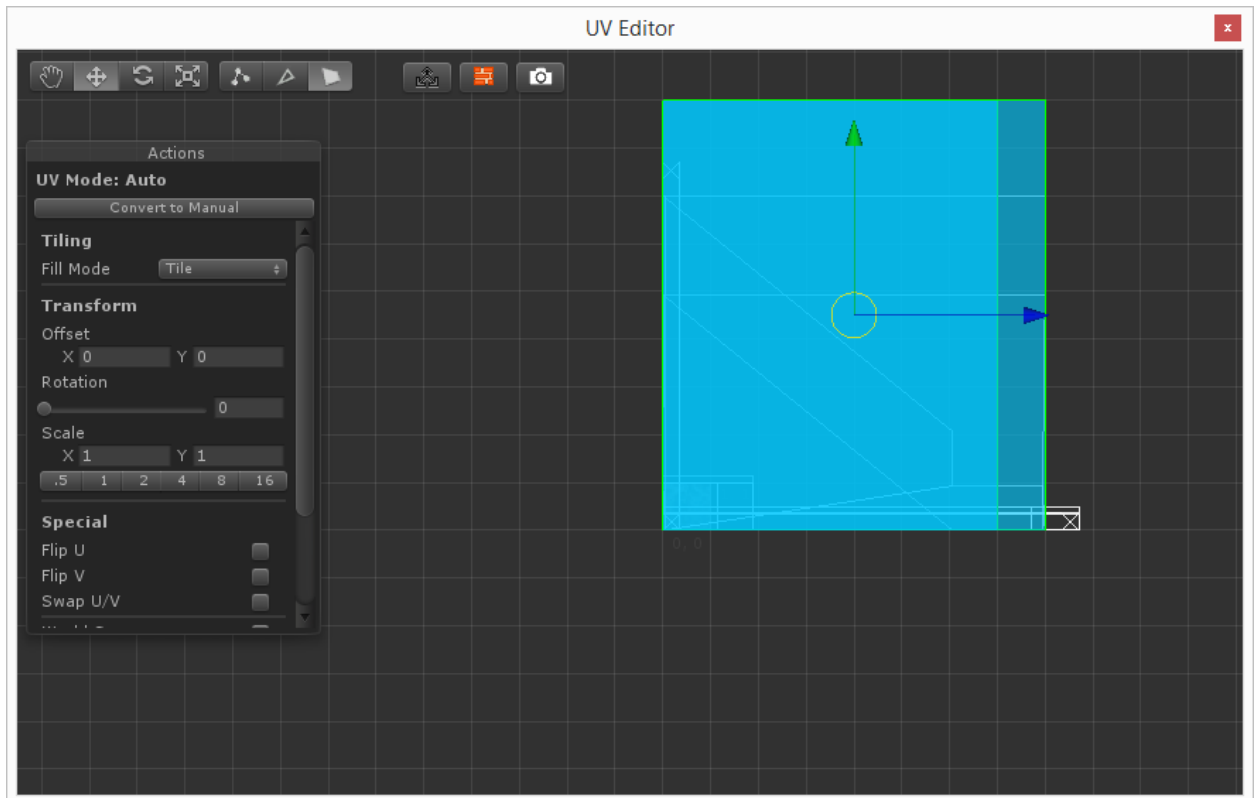 UV Editor
x
Actions
UV Mode: Auto
Convert to Manual
Tiling
Fill Mode Tile
Transform
Offset
X 0 Y 0
Rotation
0
Scale
X 1 Y 1
.5 1 2 4 8 16
Special
Flip U
Flip V
Swap U/V
0, 0